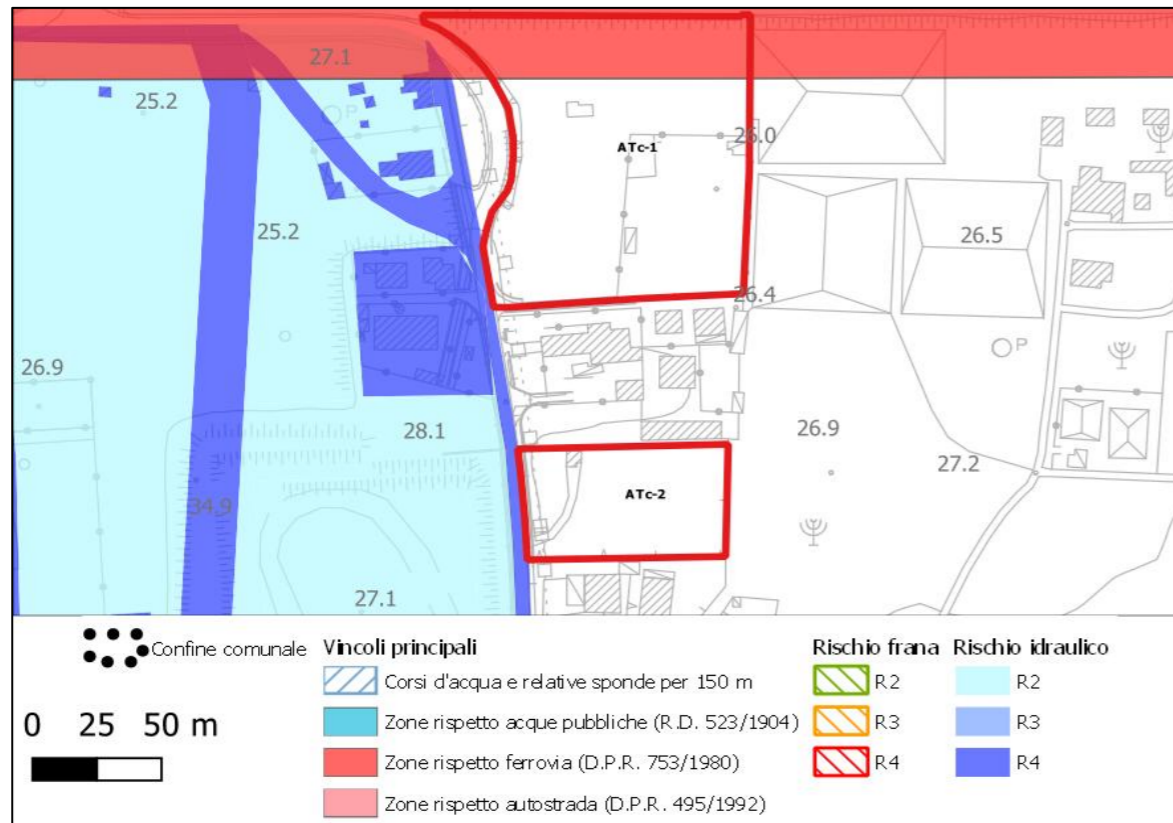 27.1
25.2
P
ATc-1
26.0
25.2
26.5
26.4
P
26.9
28.1
26.9
27.2
ATc-2
34.9
27.1
Confine comunale
0 25 50 m
Vincoli principali
Corsi d'acqua e relative sponde per 150 m
Zone rispetto acque pubbliche (R.D. 523/1904)
Zone rispetto ferrovia (D.P.R. 753/1980)
Zone rispetto autostrada (D.P.R. 495/1992)
Rischio frana
R2
R3
R4
Rischio idraulico
R2
R3
R4